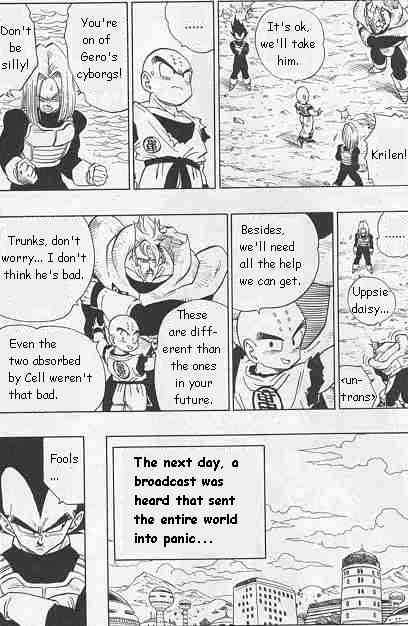 Don't
be
silly!
You're
on of
Gero's
cyborgs!
......
It's ok,
we'll take
him.
Krilen!
Trunks, don't
worry... I don't
think he's bad.
Even the
two absorbed
by Cell weren't
that bad.
These
are diff-
erent than
the ones
in your
future.
Besides,
we'll need
all the help
we can get.
......
Uppsie
daisy...
<un-
trans>
Fools
...
The next day, a
broadcast was
heard that sent
the entire world
into panic...